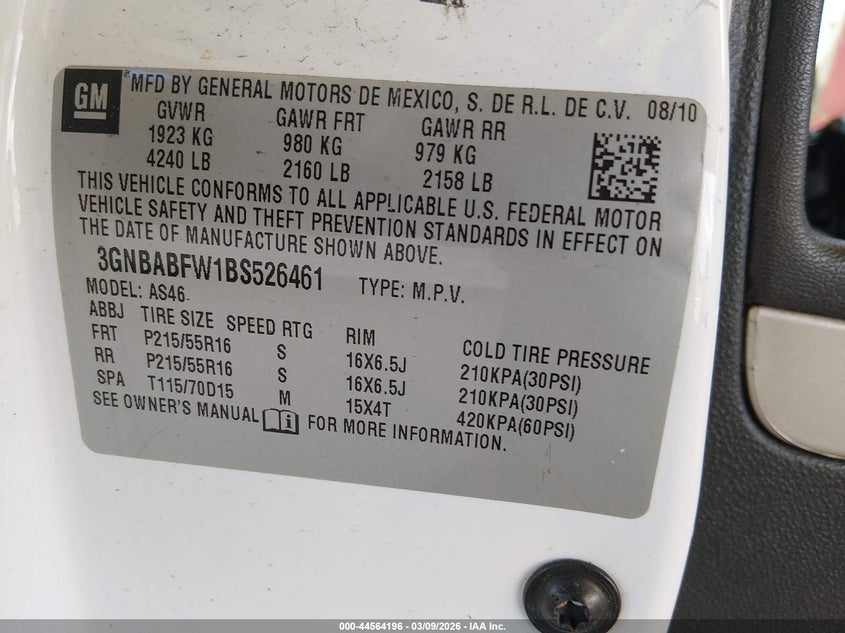 GM
® MFD BY GENERAL MOTORS DE MEXICO, S. DE R.L. DE C.V. 08/10
GVWR GAWR FRT GAWR RR
1923 KG 980 KG 979 KG
4240 LB 2160 LB 2158 LB
THIS VEHICLE CONFORMS TO ALL APPLICABLE U.S. FEDERAL MOTOR
VEHICLE SAFETY AND THEFT PREVENTION STANDARDS IN EFFECT ON
THE DATE OF MANUFACTURE SHOWN ABOVE.
3GNBABFW1BS526461 TYPE: M.P.V.
MODEL: AS46
ABBJ TIRE SIZE SPEED RTG RIM COLD TIRE PRESSURE
FRT P215/55R16 S 16X6.5J 210KPA(30PSI)
RR P215/55R16 S 16X6.5J 210KPA(30PSI)
SPA T115/70D15 M 15X4T 420KPA(60PSI)
SEE OWNER'S MANUAL FOR MORE INFORMATION.
000-44564196 — 03/09/2026 — IAA Inc.